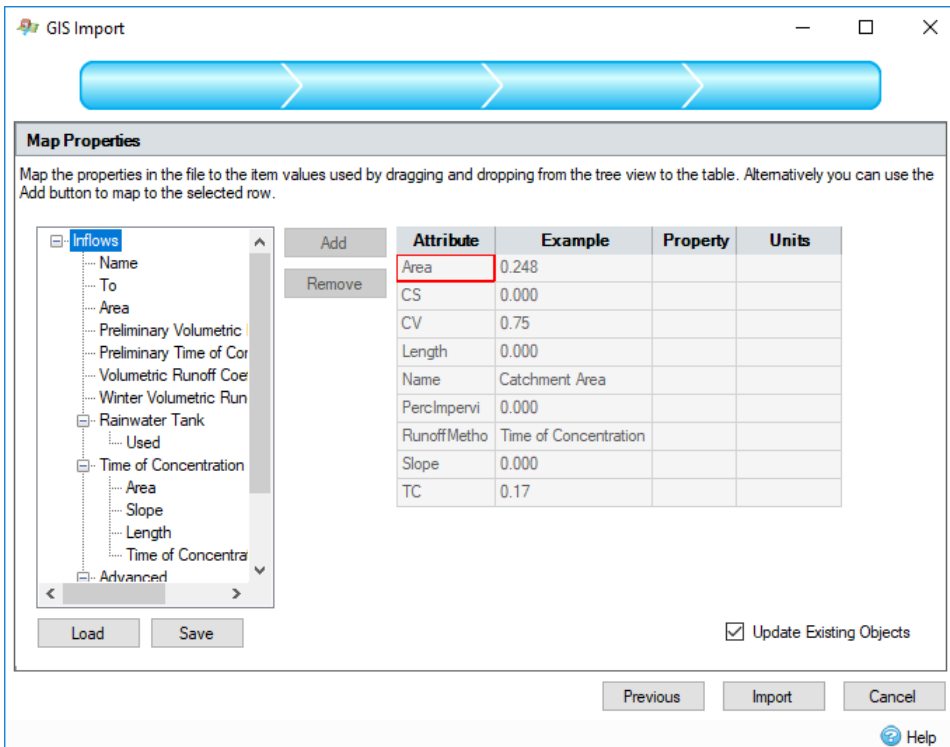 GIS Import
Map Properties
Map the properties in the file to the item values used by dragging and dropping from the tree view to the table. Alternatively you can use the
Add button to map to the selected row.
Inflows
Name
To
Area
Preliminary Volumetric
Preliminary Time of Con
Volumetric Runoff Coef
Winter Volumetric Run
Rainwater Tank
Used
Time of Concentration
Area
Slope
Length
Time of Concentra
Advanced
Load Save
Add
Remove
Attribute Example Property Units
Area 0.248
CS 0.000
CV 0.75
Length 0.000
Name Catchment Area
PercImpervi 0.000
RunoffMetho Time of Concentration
Slope 0.000
TC 0.17
Update Existing Objects
Previous Import Cancel
Help